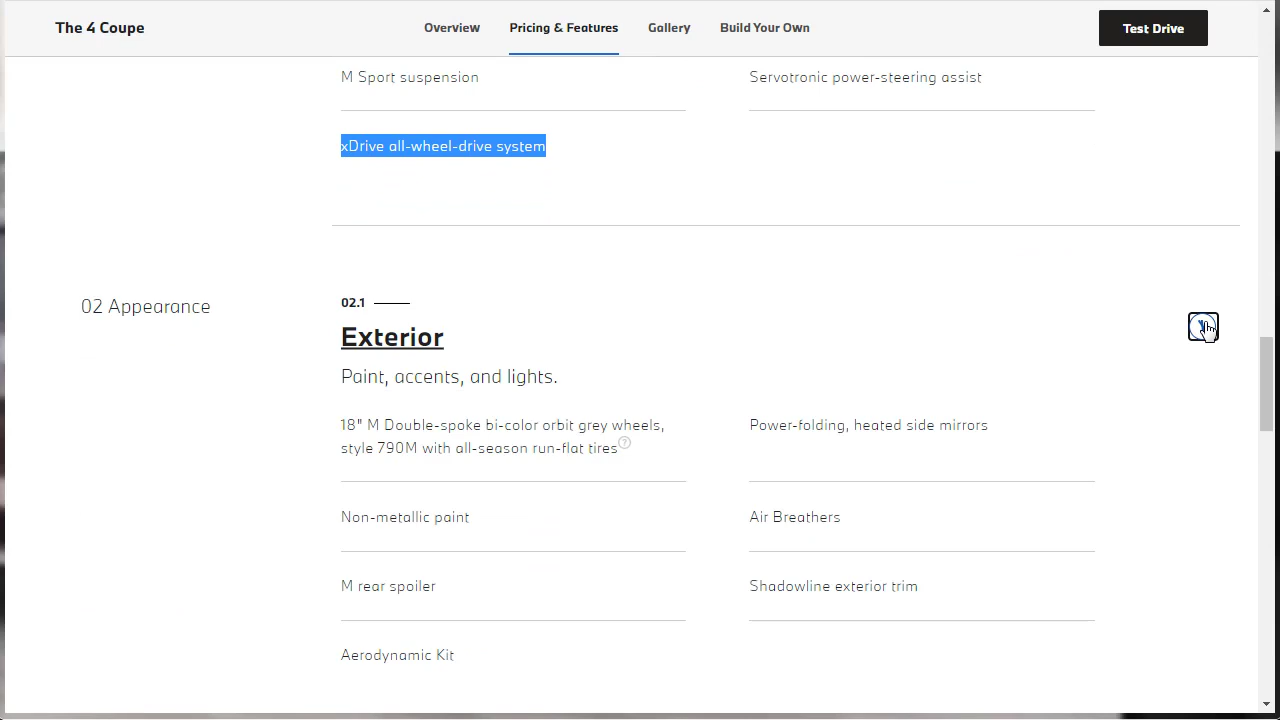 The 4 Coupe
Overview
Pricing & Features
Gallery
Build Your Own
Test Drive
M Sport suspension
Servotronic power-steering assist
xDrive all-wheel-drive system
02 Appearance
02.1
Exterior
Paint, accents, and lights.
18" M Double-spoke bi-color orbit grey wheels,
style 790M with all-season run-flat tires?
Power-folding, heated side mirrors
Non-metallic paint
Air Breathers
M rear spoiler
Shadowline exterior trim
Aerodynamic Kit